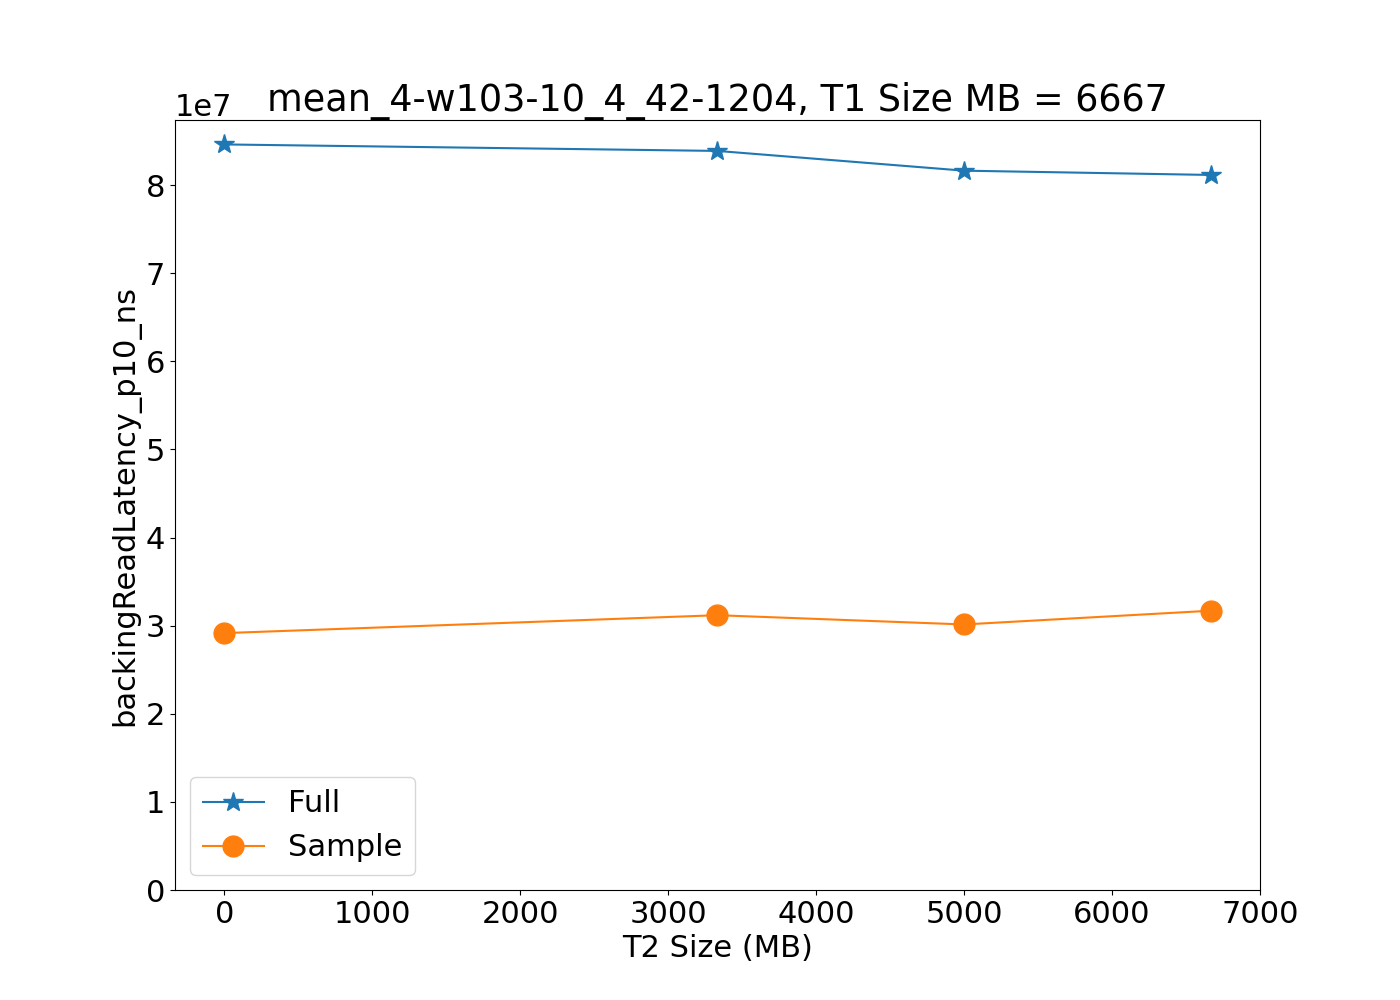 1e7
mean_4-w103-10_4_42-1204, T1 Size MB = 6667
backingReadLatency_p10_ns
8
7
6
5
4
3
2
1
0
Full
Sample
0 1000 2000 3000 4000 5000 6000 7000
T2 Size (MB)